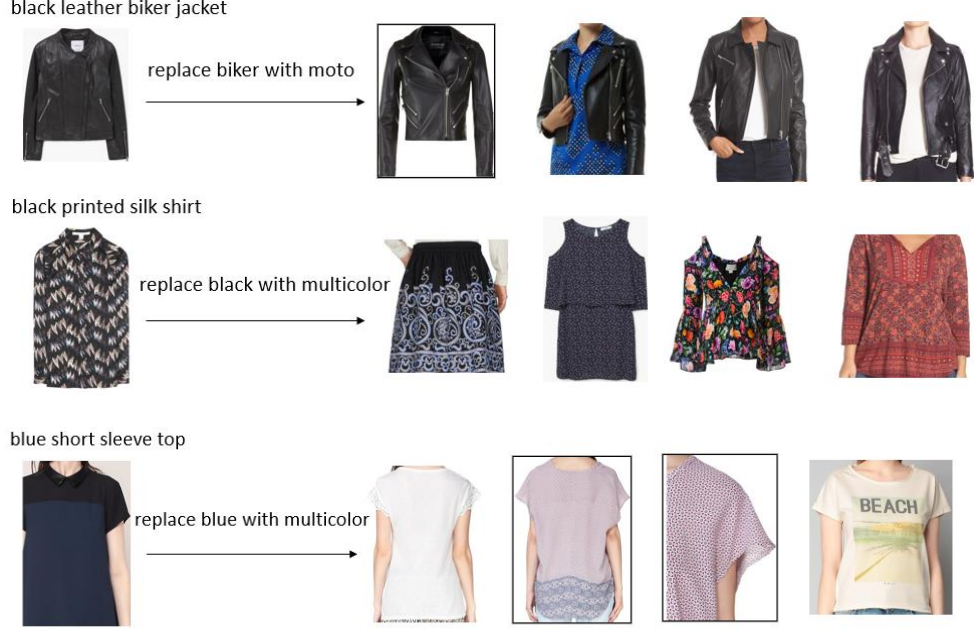 black leather biker jacket
replace biker with moto
black printed silk shirt
replace black with multicolor
blue short sleeve top
replace blue with multicolor
BEACH